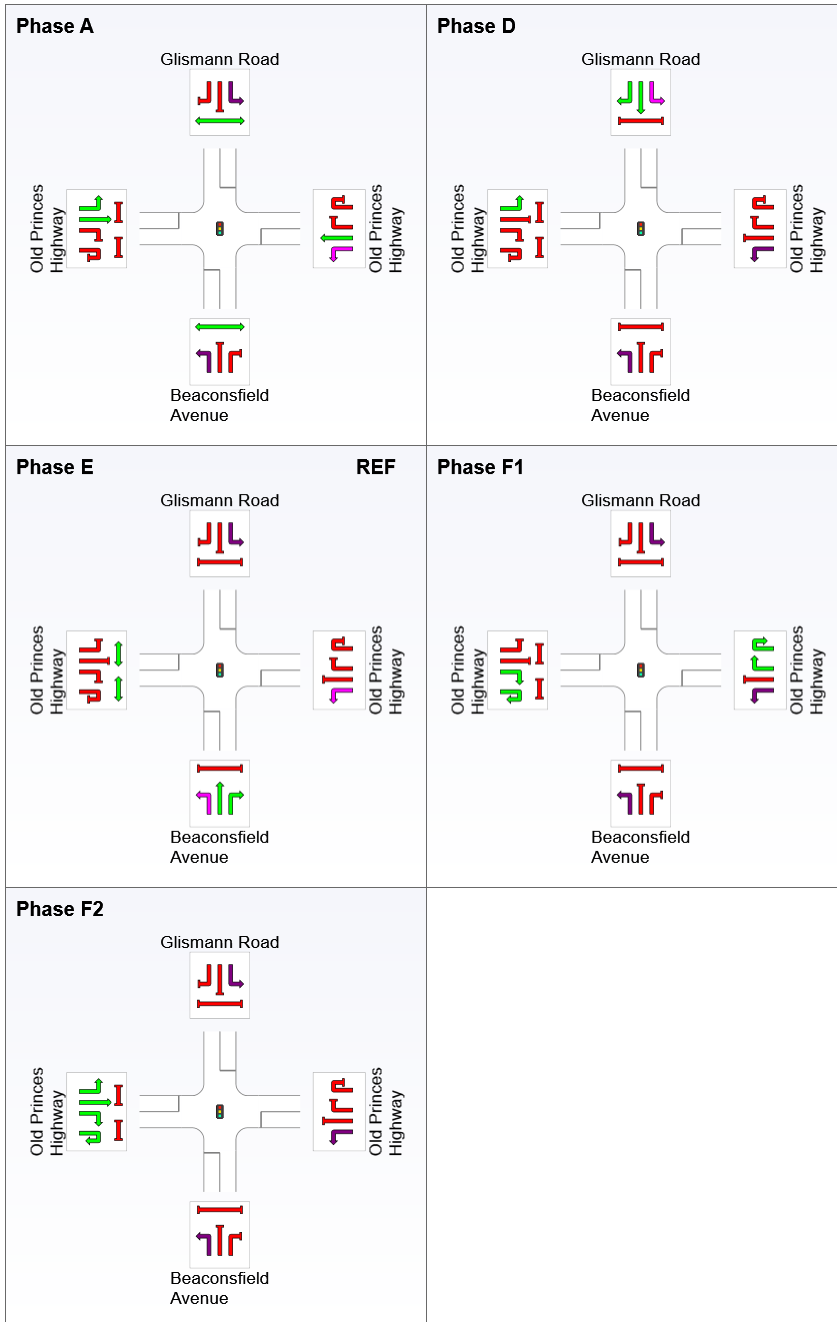 Phase A
Glismann Road
Old Princes
Highway
Old Princes
Highway
Beaconsfield
Avenue
Phase D
Glismann Road
Old Princes
Highway
Old Princes
Highway
Beaconsfield
Avenue
Phase E
REF
Glismann Road
Old Princes
Highway
Old Princes
Highway
Beaconsfield
Avenue
Phase F1
Glismann Road
Old Princes
Highway
Old Princes
Highway
Beaconsfield
Avenue
Phase F2
Glismann Road
Old Princes
Highway
Old Princes
Highway
Beaconsfield
Avenue